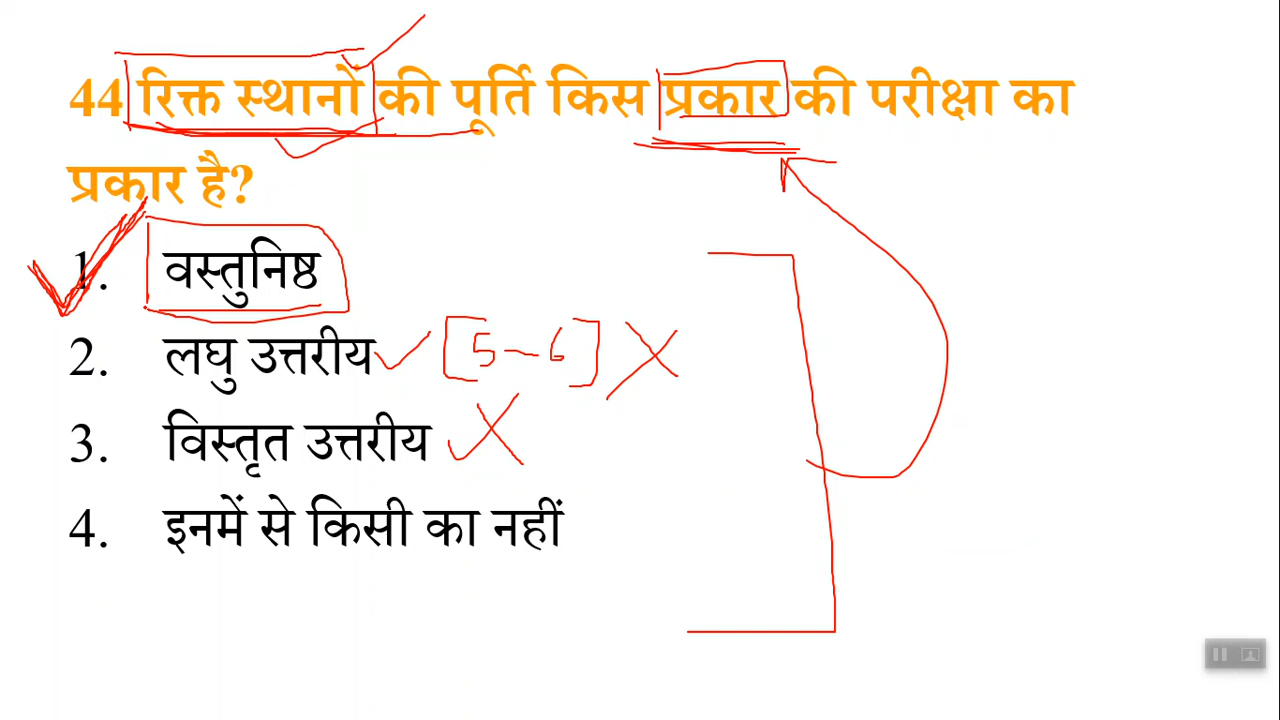 44 रिक्त स्थानों की पूर्ति किस प्रकार की परीक्षा का
प्रकार है?
1. वस्तुनिष्ठ
2. लघु उत्तरीय [5-6]
3. विस्तृत उत्तरीय
4. इनमें से किसी का नहीं